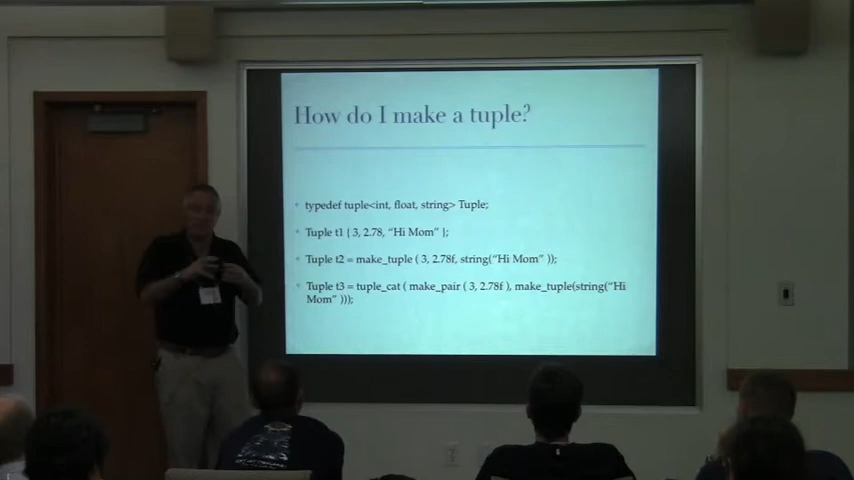 How do I make a tuple?
typedef tuple<int, float, string> Tuple;
Tuple t1 { 3, 2.78, “Hi Mom” };
Tuple t2 = make_tuple ( 3, 2.78f, string(“Hi Mom” ));
Tuple t3 = tuple_cat ( make_pair ( 3, 2.78f ), make_tuple(string(“Hi
Mom” )));